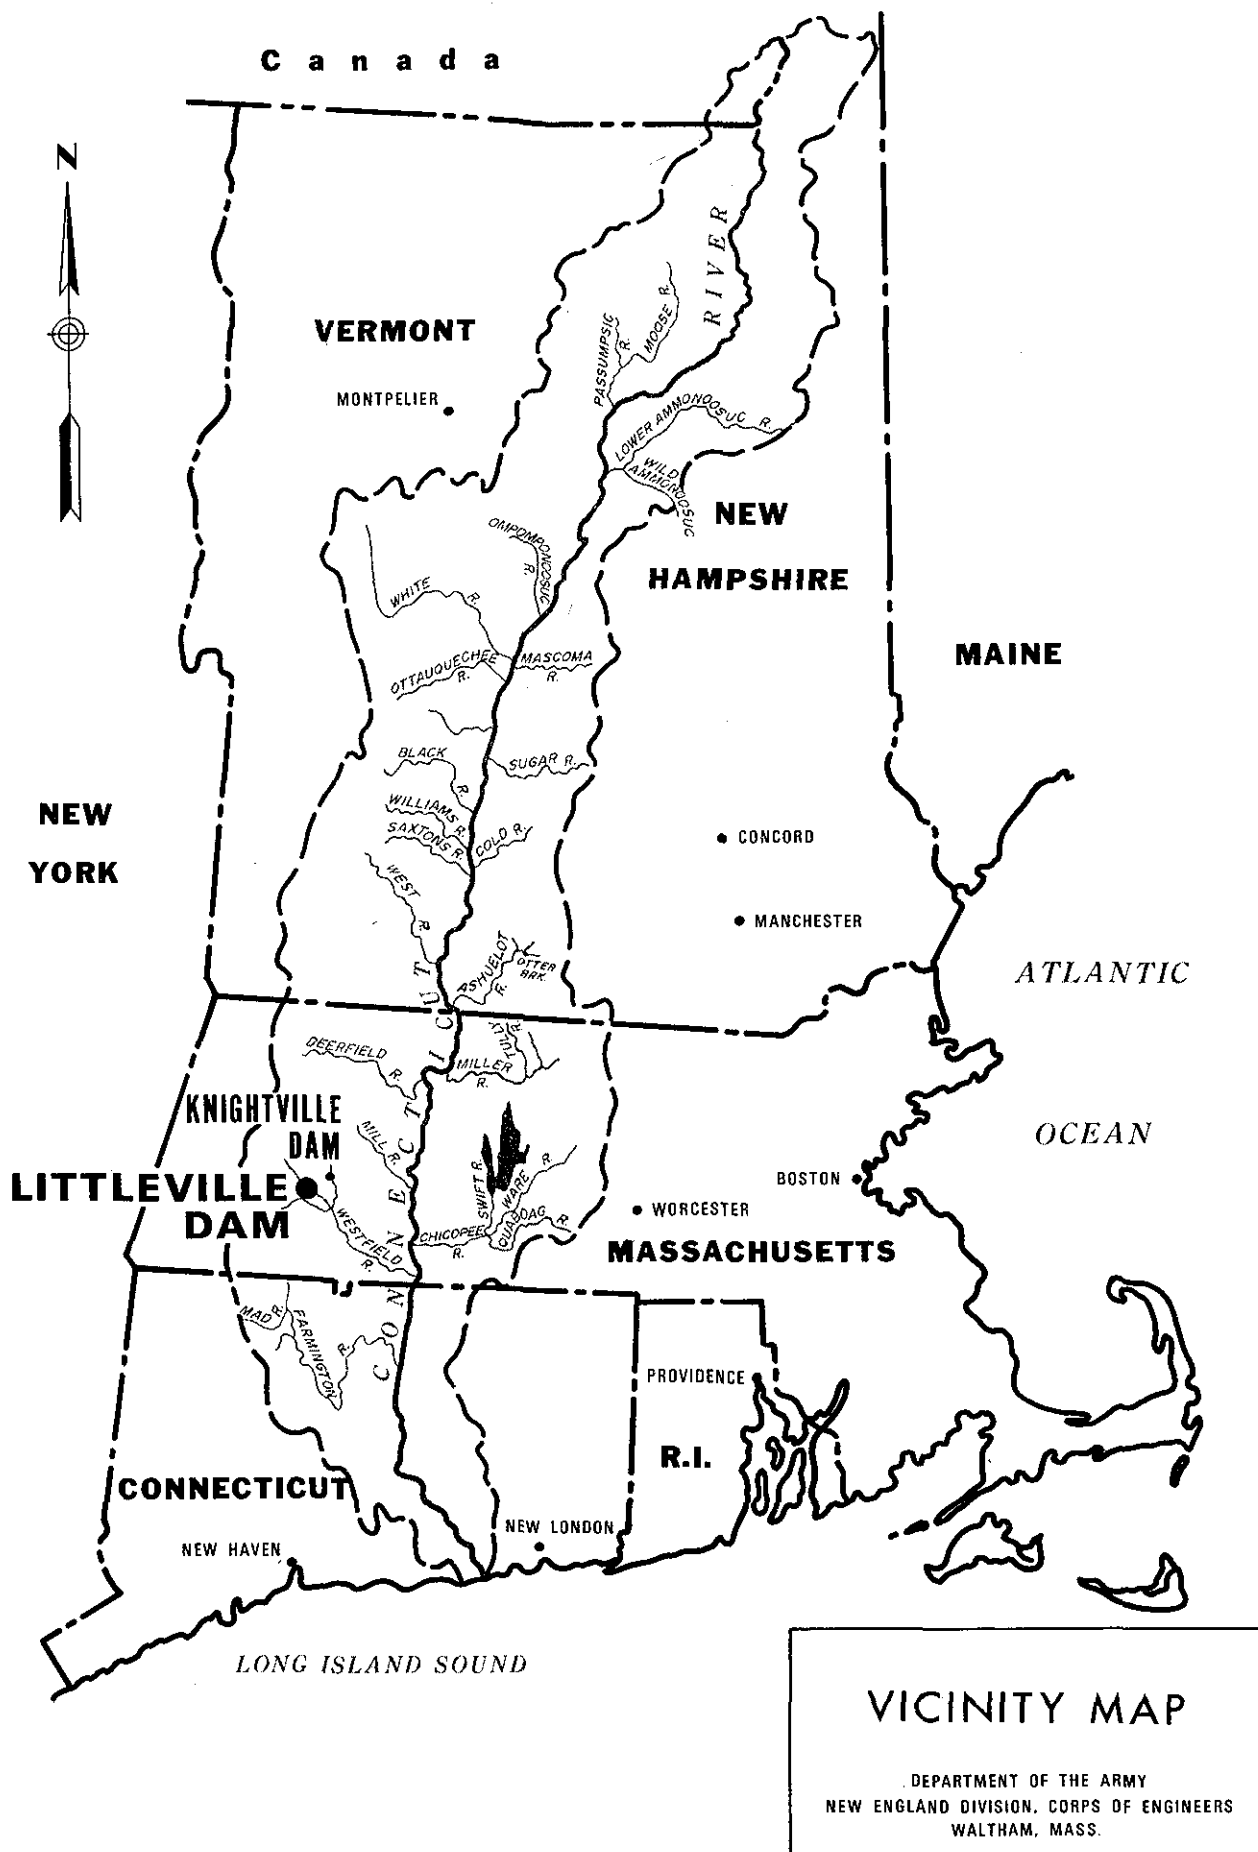 Canada
N
RIVER
VERMONT
MONTPELIER
PASSUMPSIC
R.
MOOSE R.
LOWER AMMONOOSUC R.
WILD
AMMONOOSUC
NEW
HAMPSHIRE
OMPOMPONOOSUC
R.
WHITE
R.
MAINE
OTTAUQUECHEE
R.
MASCOMA
R.
BLACK
R.
SUGAR R.
NEW
YORK
WILLIAMS R.
SAXTONS R.
COLD R.
CONCORD
WEST
R.
MANCHESTER
ASHUELOT
R.
OTTER
BRK.
ATLANTIC
OCEAN
CONNECTICUT
DEERFIELD
R.
MILLER
R.
TULLY
R.
KNIGHTVILLE
DAM
MILL R.
LITTLEVILLE
DAM
SWIFT R.
WARE R.
BOSTON
WORCESTER
WESTFIELD
R.
CHICOPEE
R.
QUABOAG R.
MASSACHUSETTS
MAD R.
FARMINGTON
R.
PROVIDENCE
R.I.
CONNECTICUT
NEW LONDON
NEW HAVEN
LONG ISLAND SOUND
VICINITY MAP
DEPARTMENT OF THE ARMY
NEW ENGLAND DIVISION, CORPS OF ENGINEERS
WALTHAM, MASS.